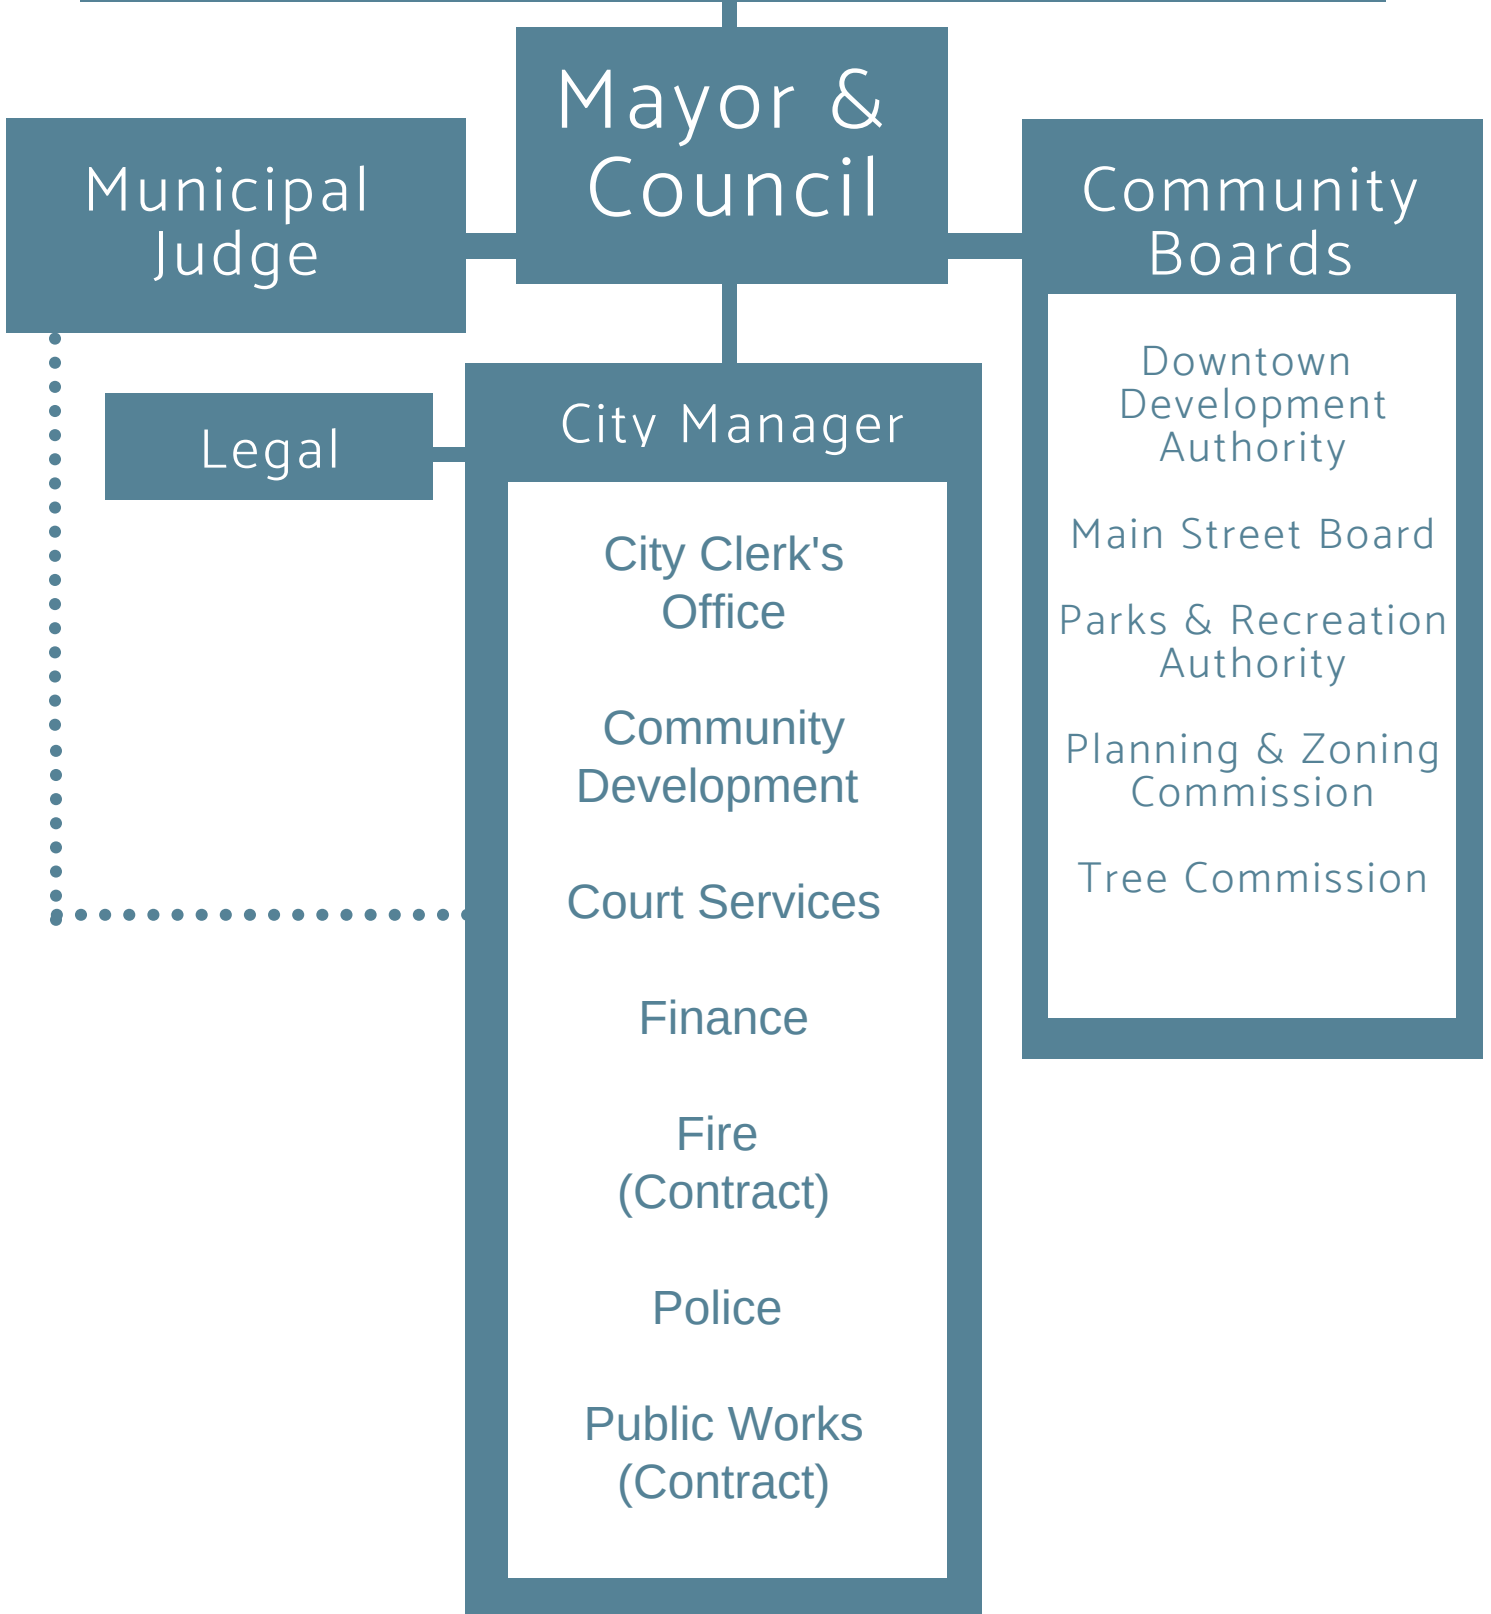 Mayor &
Council
Municipal
Judge
Community
Boards
Downtown
Development
Authority
Main Street Board
Parks & Recreation
Authority
Planning & Zoning
Commission
Tree Commission
Legal
City Manager
City Clerk's
Office
Community
Development
Court Services
Finance
Fire
(Contract)
Police
Public Works
(Contract)